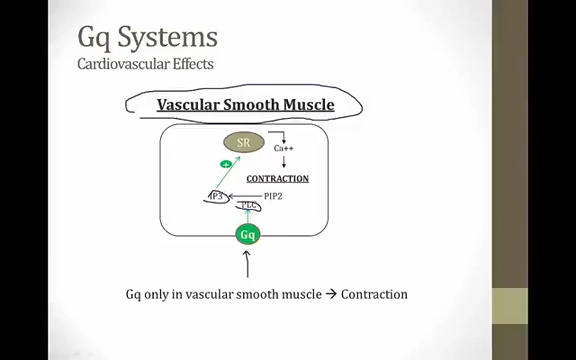 Gq Systems
Cardiovascular Effects
Vascular Smooth Muscle
SR
Ca++
+
CONTRACTION
IP3
PIP2
PLC
Gq
Gq only in vascular smooth muscle → Contraction